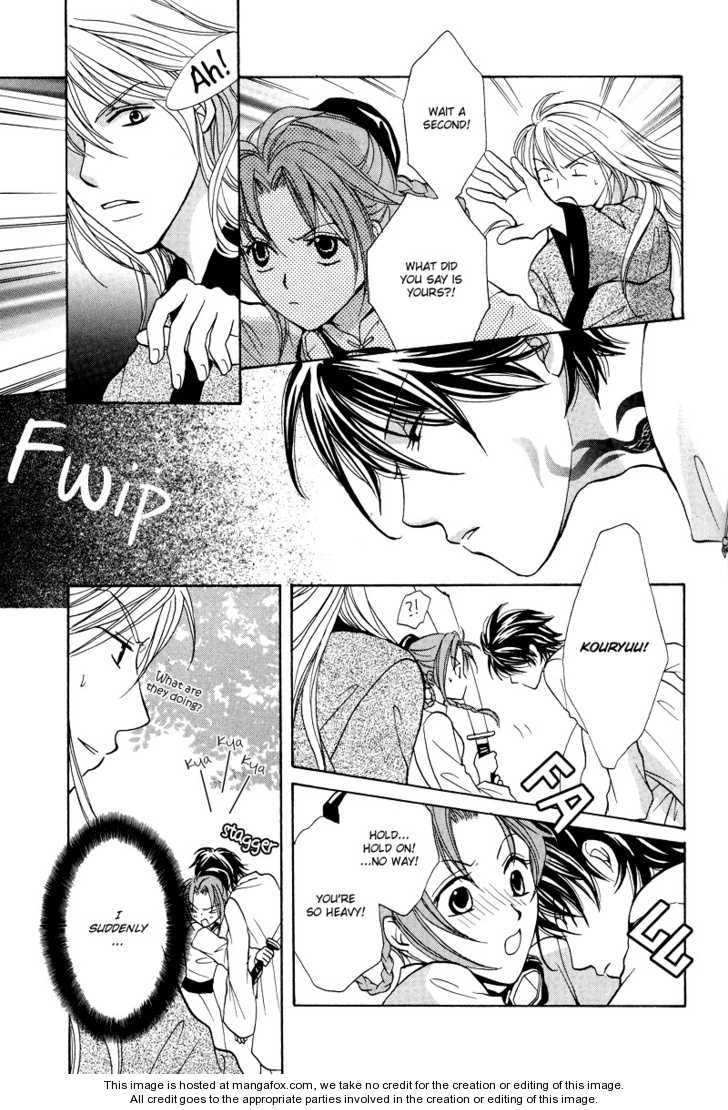 WAIT A
SECOND!
WHAT DID
YOU SAY IS
YOURS?!
Ah!
FWIP
KOURYUU!
?!
FALL
HOLD...
HOLD ON!
...NO WAY!
YOU'RE
SO HEAVY!
What are
they doing?
Kya
Kya
Kya
stagger
I
SUDDENLY
...
This image is hosted at mangafox.com, we take no credit for the creation or editing of this image.
All credit goes to the appropriate parties involved in the creation or editing of this image.